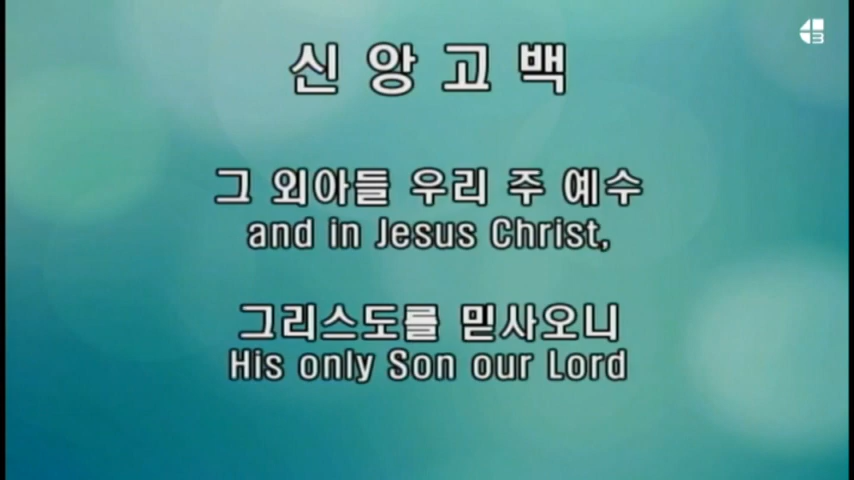 신앙고백
그 외아들 우리 주 예수
and in Jesus Christ,
그리스도를 믿사오니
His only Son our Lord